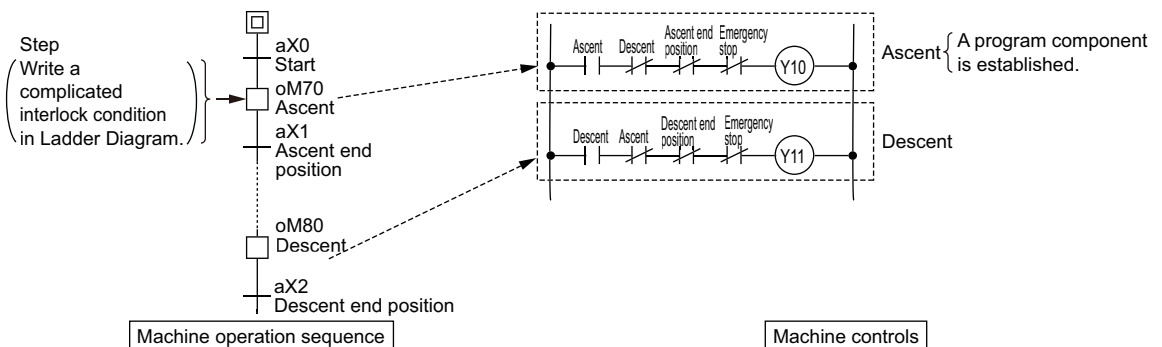 Step
Write a
complicated
interlock condition
in Ladder Diagram.
aX0
Start
oM70
Ascent
aX1
Ascent end
position
oM80
Descent
aX2
Descent end position
Machine operation sequence
Ascent
Descent
Ascent end
position
Emergency
stop
Y10
Ascent
A program component
is established.
Descent
Ascent
Descent end
position
Emergency
stop
Y11
Descent
Machine controls